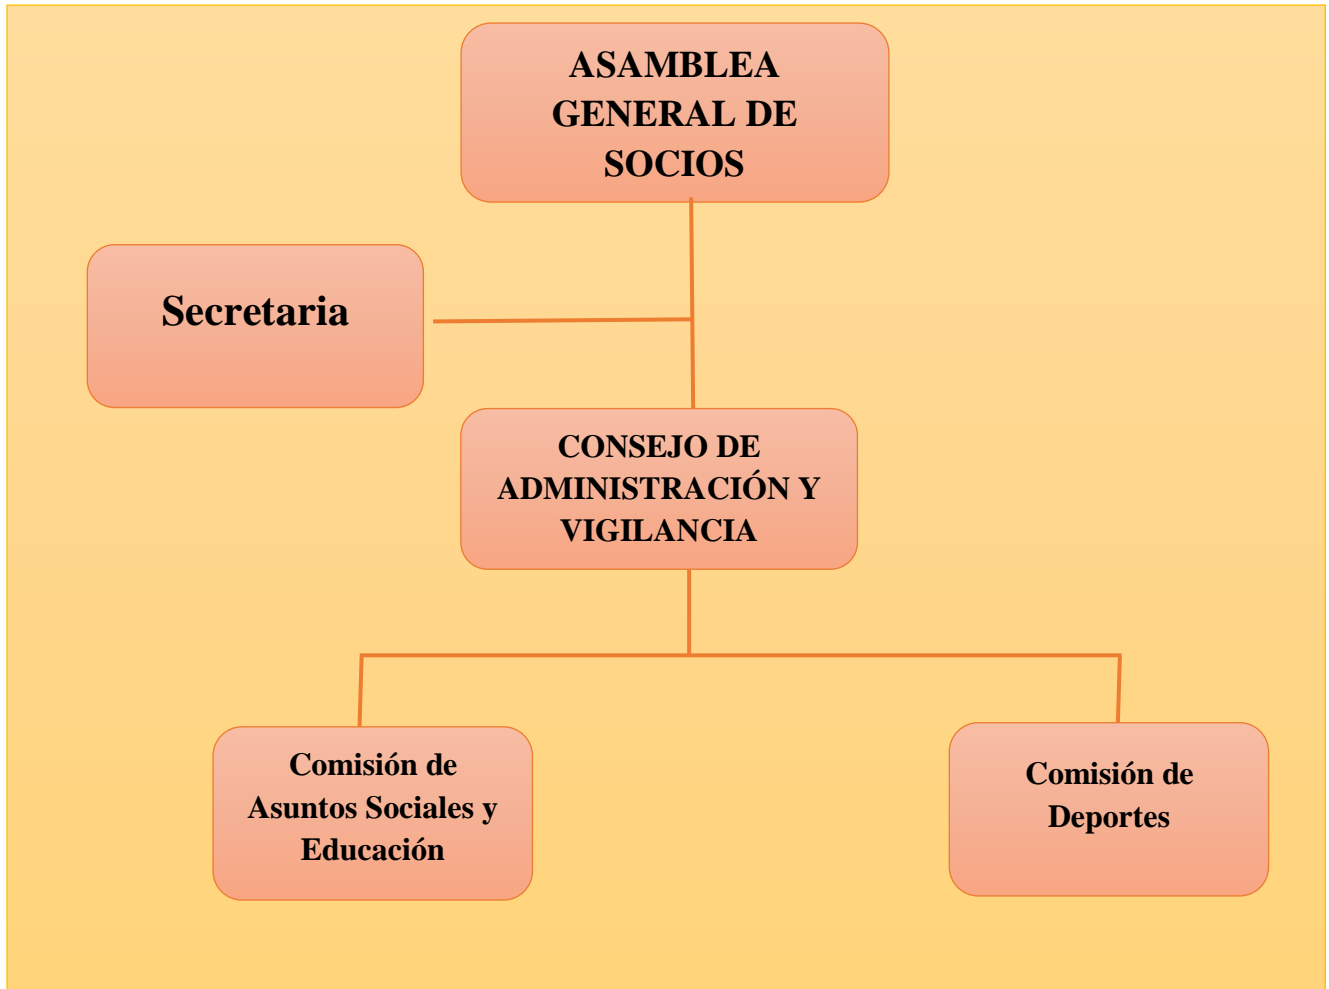 ASAMBLEA
GENERAL DE
SOCIOS
Secretaria
CONSEJO DE
ADMINISTRACIÓN Y
VIGILANCIA
Comisión de
Asuntos Sociales y
Educación
Comisión de
Deportes